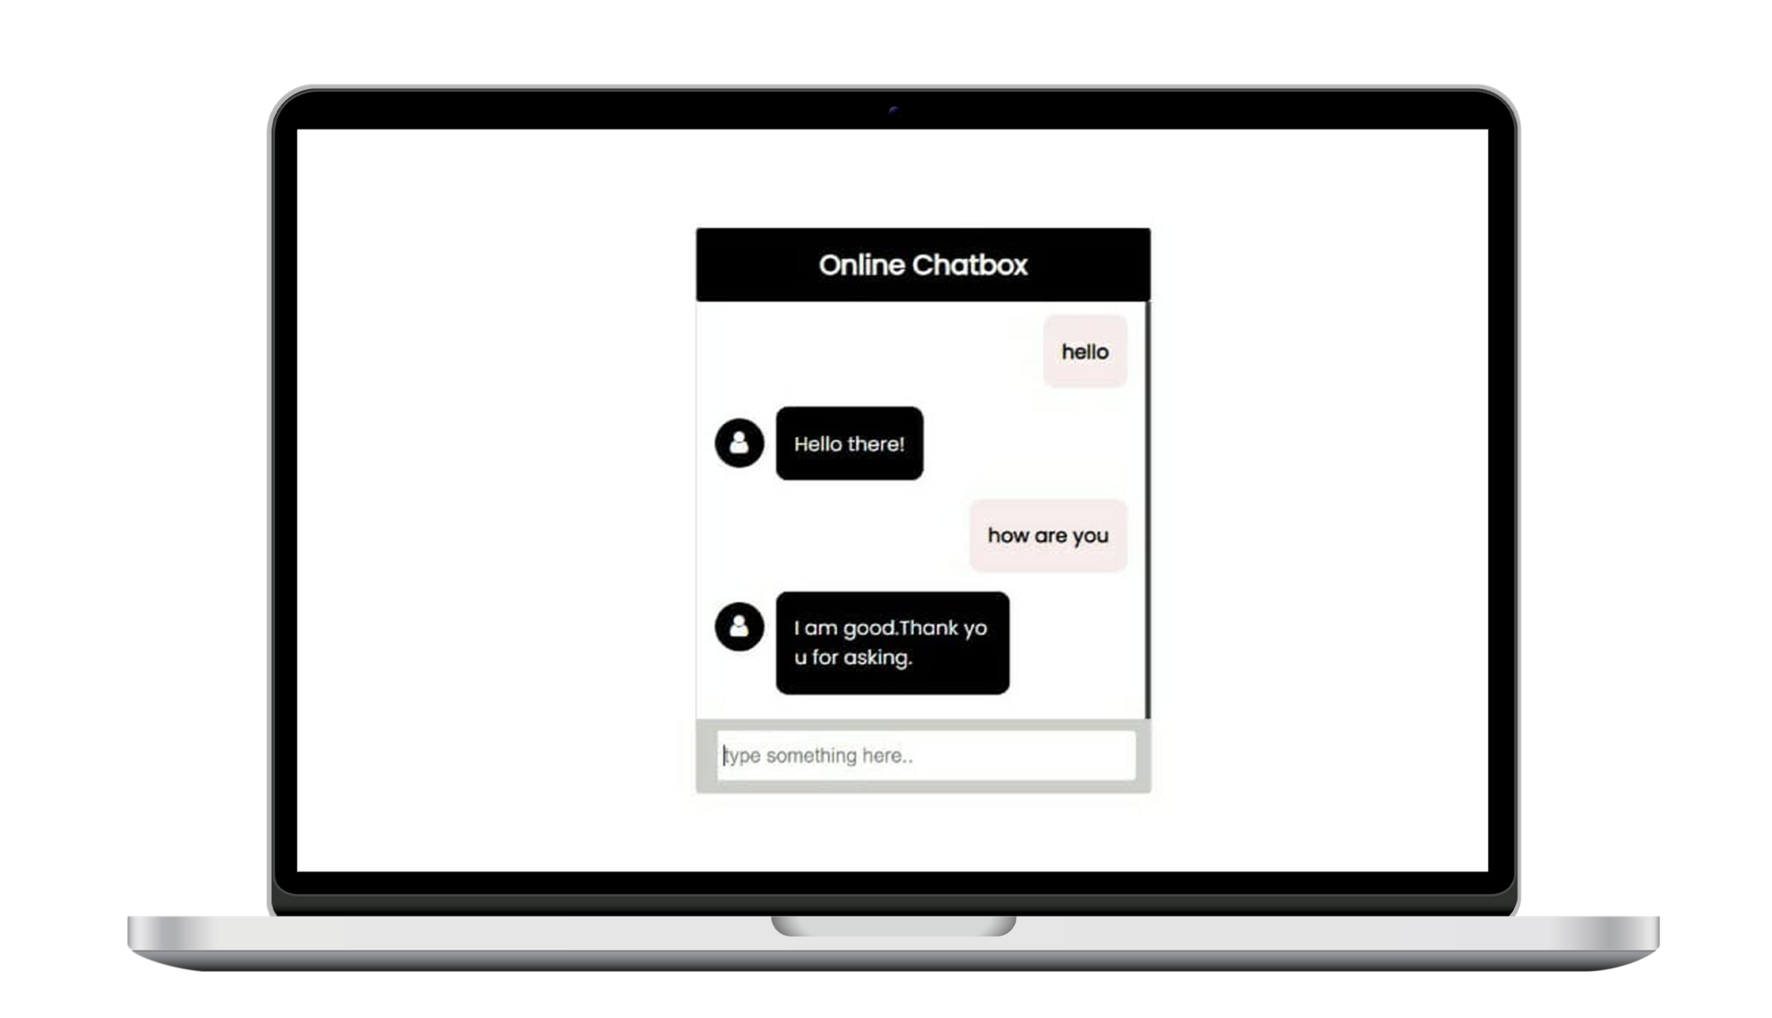 Online Chatbox
hello
Hello there!
how are you
I am good.Thank yo
u for asking.
type something here..